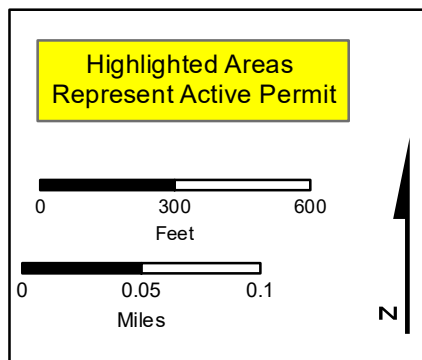 Highlighted Areas
Represent Active Permit
0 300 600
Feet
0 0.05 0.1
Miles
N